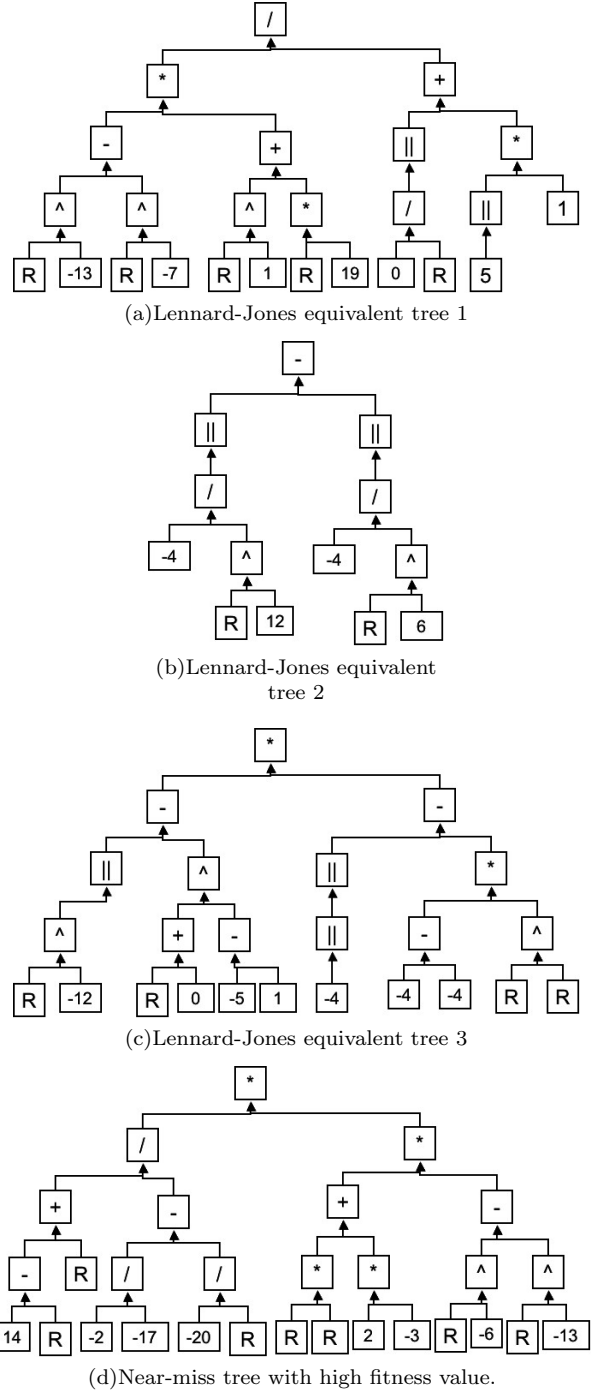 /
* +
- + || *
^ ^ ^ * / || 1
R -13 R -7 R 1 R 19 0 R 5
(a)Lennard-Jones equivalent tree 1
-
|| ||
/ /
-4 ^ -4 ^
R 12 R 6
(b)Lennard-Jones equivalent
tree 2
*
- -
|| ^ || *
^ + - || - ^
R -12 R 0 -5 1 -4 -4 -4 R R
(c)Lennard-Jones equivalent tree 3
*
/ *
+ - + -
- R / / * * ^ ^
14 R -2 -17 -20 R R R 2 -3 R -6 R -13
(d)Near-miss tree with high fitness value.